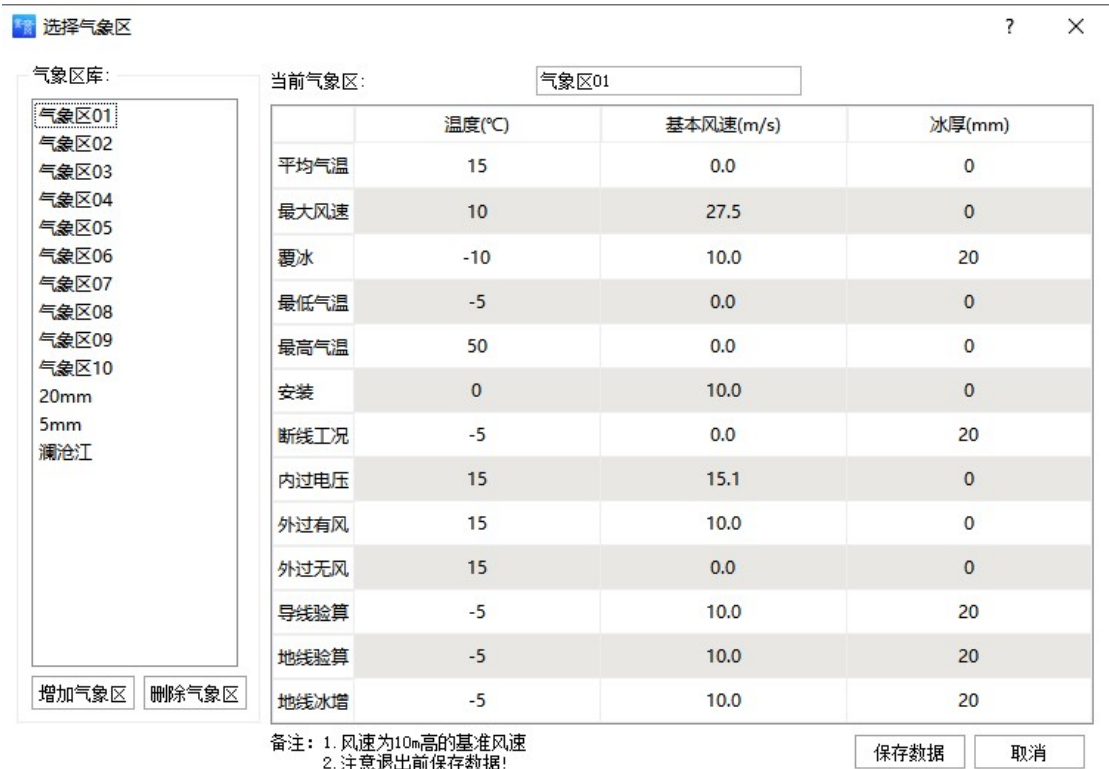 选择气象区 ? ×
气象区库:
气象区01
气象区02
气象区03
气象区04
气象区05
气象区06
气象区07
气象区08
气象区09
气象区10
20mm
5mm
澜沧江
增加气象区 删除气象区
当前气象区: 气象区01
温度(℃) 基本风速(m/s) 冰厚(mm)
平均气温 15 0.0 0
最大风速 10 27.5 0
覆冰 -10 10.0 20
最低气温 -5 0.0 0
最高气温 50 0.0 0
安装 0 10.0 0
断线工况 -5 0.0 20
内过电压 15 15.1 0
外过有风 15 10.0 0
外过无风 15 0.0 0
导线验算 -5 10.0 20
地线验算 -5 10.0 20
地线冰增 -5 10.0 20
备注: 1.风速为10m高的基准风速
2.注意退出前保存数据!
保存数据 取消